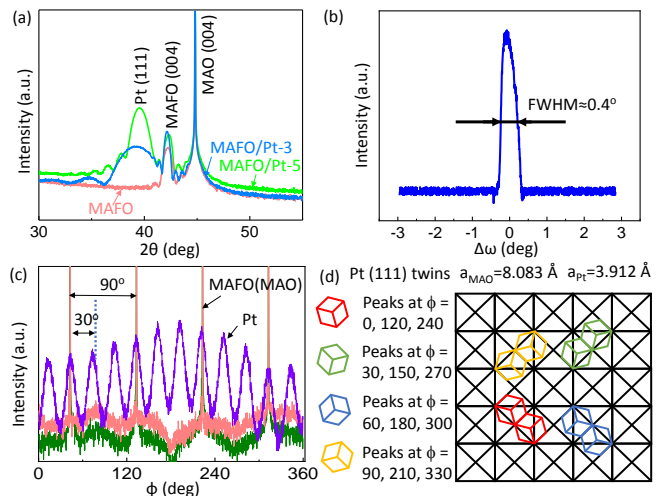 (a)
Intensity (a.u.)
Pt (111)
MAFO (004)
MAO (004)
MAFO/Pt-3
MAFO/Pt-5
MAFO
30 40 50
2θ (deg)
(b)
Intensity (a.u.)
FWHM≈0.4°
-3 -2 -1 0 1 2 3
Δω (deg)
(c)
Intensity (a.u.)
90°
30°
MAFO(MAO)
Pt
0 120 240 360
ϕ (deg)
(d) Pt (111) twins a_MAO=8.083 Å a_Pt=3.912 Å
Peaks at ϕ =
0, 120, 240
Peaks at ϕ =
30, 150, 270
Peaks at ϕ =
60, 180, 300
Peaks at ϕ =
90, 210, 330